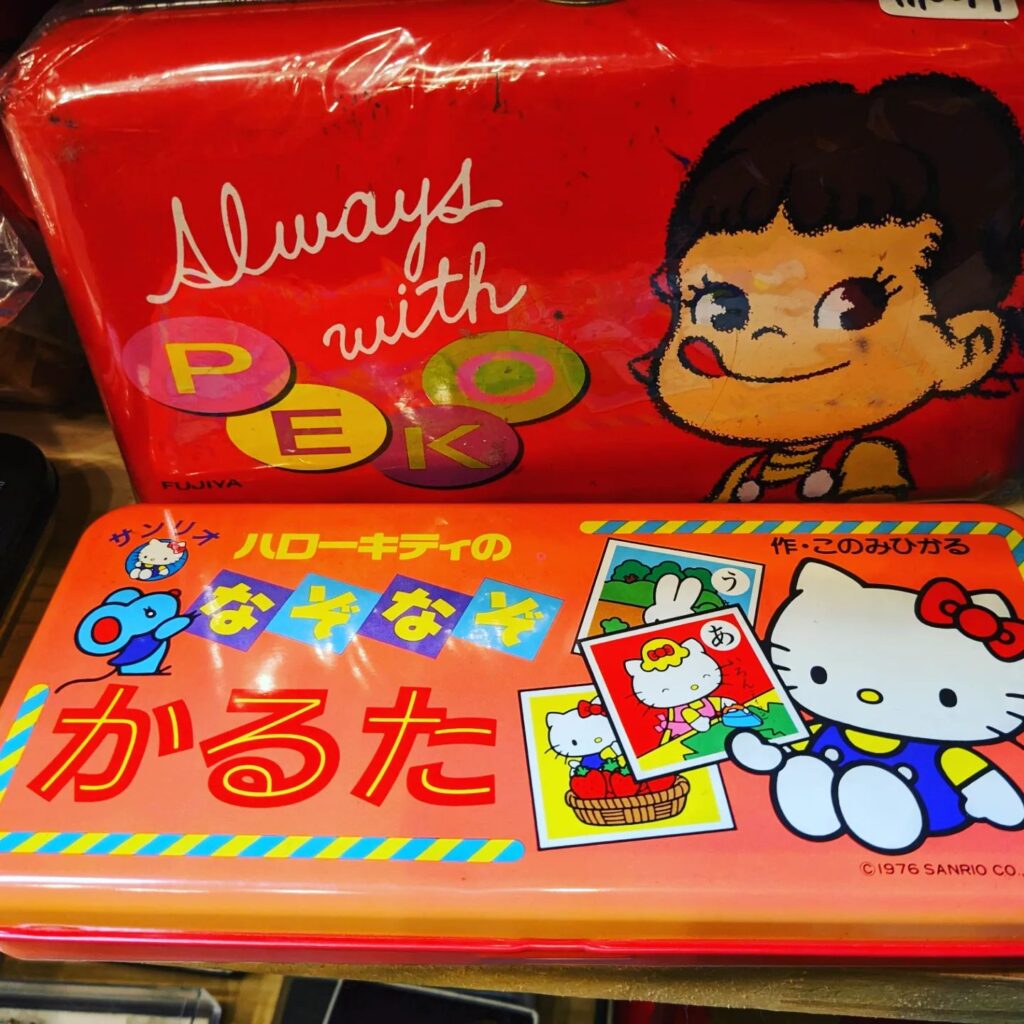 Always
with
PEKO
FUJIYA
サンリオ
ハローキティの
なぞなぞ
かるた
作・このみひかる
う
あ
©1976 SANRIO CO.,